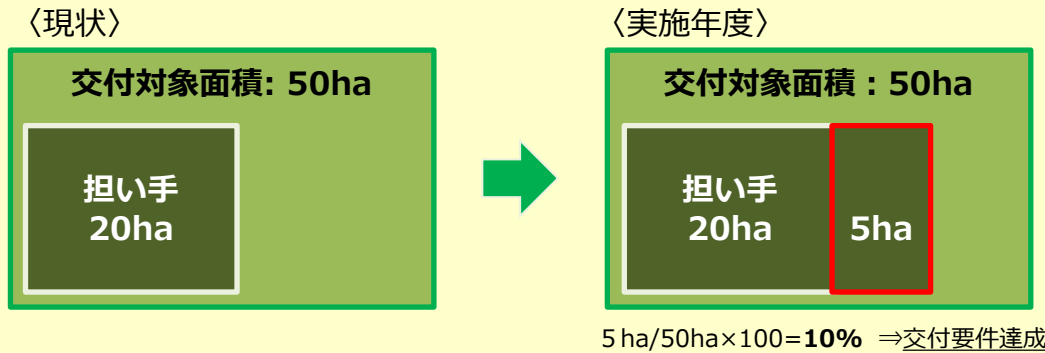 〈現状〉
交付対象面積: 50ha
担い手
20ha
〈実施年度〉
交付対象面積：50ha
担い手
20ha
5ha
5ha/50ha×100=10% ⇒交付要件達成